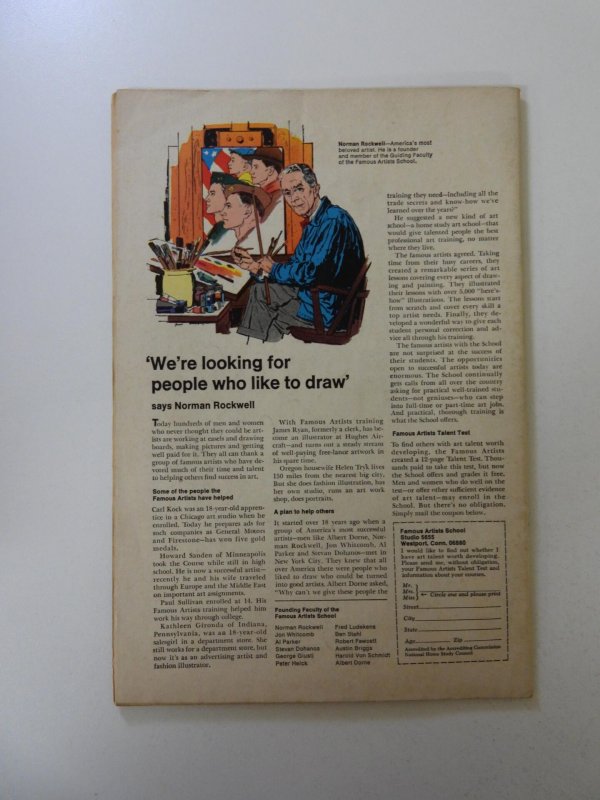 Norman Rockwell—America's most
beloved artist. He is a founder
and member of the Guiding Faculty
of the Famous Artists School.
'We're looking for
people who like to draw'
says Norman Rockwell
Today hundreds of men and women
who never thought they could be art-
ists are working at easels and drawing
boards, making pictures and getting
well paid for it. They all can thank a
group of famous artists who have de-
voted much of their time and talent
to helping others find success in art.
Some of the people the
Famous Artists have helped
Carl Kock was an 18-year-old appren-
tice in a Chicago art studio when he
enrolled. Today he prepares ads for
such companies as General Motors
and Firestone—has won five gold
medals.
Howard Sanden of Minneapolis
took the Course while still in high
school. He is now a successful artist—
recently he and his wife traveled
through Europe and the Middle East
on important art assignments.
Paul Sullivan enrolled at 14. His
Famous Artists training helped him
work his way through college.
Kathleen Gironda of Indiana,
Pennsylvania, was an 18-year-old
salesgirl in a department store. She
still works for a department store, but
now it's as an advertising artist and
fashion illustrator.
With Famous Artists training
James Ryan, formerly a clerk, has be-
come an illustrator at Hughes Air-
craft—and turns out a steady stream
of well-paying free-lance artwork in
his spare time.
Oregon housewife Helen Tryk lives
150 miles from the nearest big city.
But she does fashion illustration, has
her own studio, runs an art work
shop, does portraits.
A plan to help others
It started over 18 years ago when a
group of America's most successful
artists—men like Albert Dorne, Nor-
man Rockwell, Jon Whitcomb, Al
Parker and Stevan Dohanos—met in
New York City. They knew that all
over America there were people who
liked to draw who could be turned
into good artists. Albert Dorne asked,
"Why can't we give these people the
Founding Faculty of the
Famous Artists School
Norman Rockwell
Jon Whitcomb
Al Parker
Stevan Dohanos
George Giusti
Peter Helck
Fred Ludekens
Ben Stahl
Robert Fawcett
Austin Briggs
Harold Von Schmidt
Albert Dorne
training they need—including all the
trade secrets and know-how we've
learned over the years?"
He suggested a new kind of art
school—a home study art school—that
would give talented people the best
professional art training, no matter
where they live.
The famous artists agreed. Taking
time from their busy careers, they
created a remarkable series of art
lessons covering every aspect of draw-
ing and painting. They illustrated
their lessons with over 5,000 "here's-
how" illustrations. The lessons start
from scratch and cover every skill a
top artist needs. Finally, they de-
veloped a wonderful way to give each
student personal correction and ad-
vice all through his training.
The famous artists with the School
are not surprised at the success of
their students. The opportunities
open to successful artists today are
enormous. The School continually
gets calls from all over the country
asking for practical well-trained stu-
dents—not geniuses—who can step
into full-time or part-time art jobs.
And practical, thorough training is
what the School offers.
Famous Artists Talent Test
To find others with art talent worth
developing, the Famous Artists
created a 12-page Talent Test. Thou-
sands paid to take this test, but now
the School offers and grades it free.
Men and women who do well on the
test—or offer other sufficient evidence
of art talent—may enroll in the
School. But there's no obligation.
Simply mail the coupon below.
Famous Artists School
Studio 5655
Westport, Conn. 06880
I would like to find out whether I
have art talent worth developing.
Please send me, without obligation,
your Famous Artists Talent Test and
information about your courses.
Mr.
Mrs. ← Circle one and please print
Miss
Street
City
State
Age Zip
Accredited by the Accrediting Commission
National Home Study Council